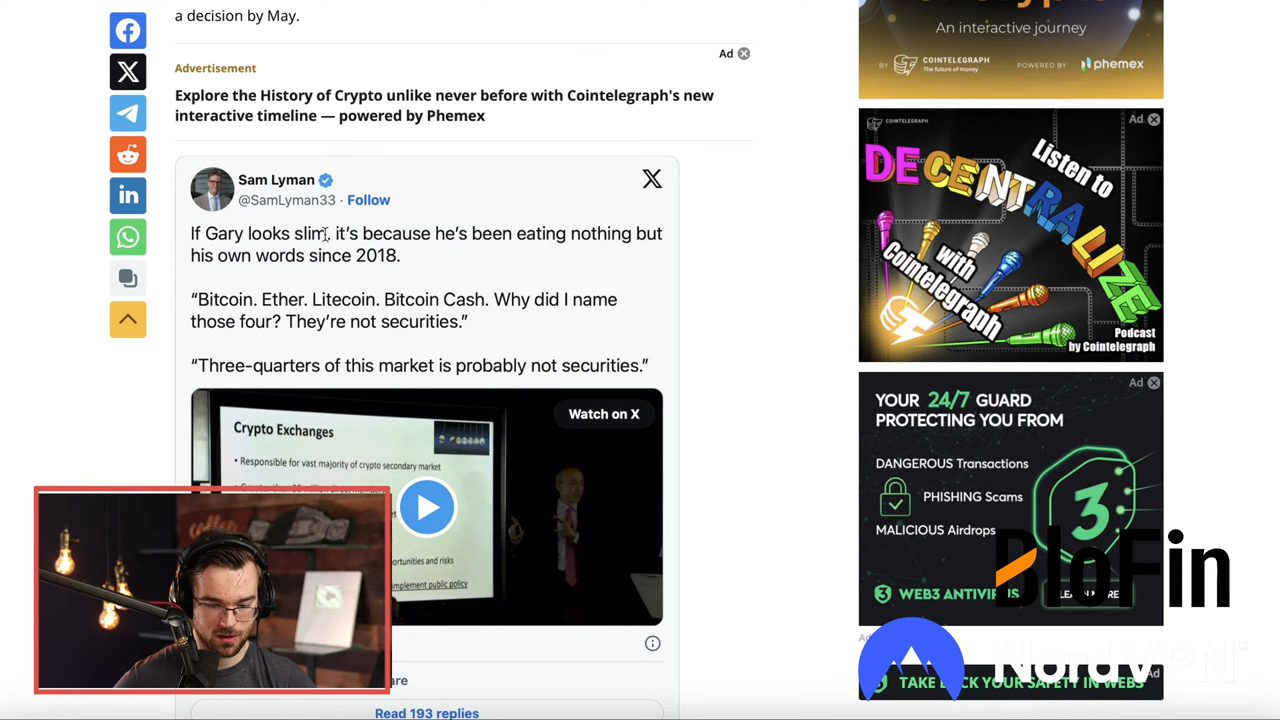 a decision by May.
Ad
Advertisement
Explore the History of Crypto unlike never before with Cointelegraph's new
interactive timeline — powered by Phemex
Sam Lyman
@SamLyman33 · Follow
If Gary looks slim, it's because he's been eating nothing but
his own words since 2018.
"Bitcoin. Ether. Litecoin. Bitcoin Cash. Why did I name
those four? They're not securities."
"Three-quarters of this market is probably not securities."
Watch on X
Crypto Exchanges
• Responsible for vast majority of crypto secondary market
implement public policy
Read 193 replies
An interactive journey
BY COINTELEGRAPH
The future of money
POWERED BY phemex
COINTELEGRAPH
Ad
DECENTRALIZE
Listen to
with
Cointelegraph
Podcast
by Cointelegraph
Ad
YOUR 24/7 GUARD
PROTECTING YOU FROM
DANGEROUS Transactions
PHISHING Scams
MALICIOUS Airdrops
3
WEB3 ANTIVIRUS
BloFin
NordVPN®
Ad
TAKE BACK YOUR SAFETY IN WEB3